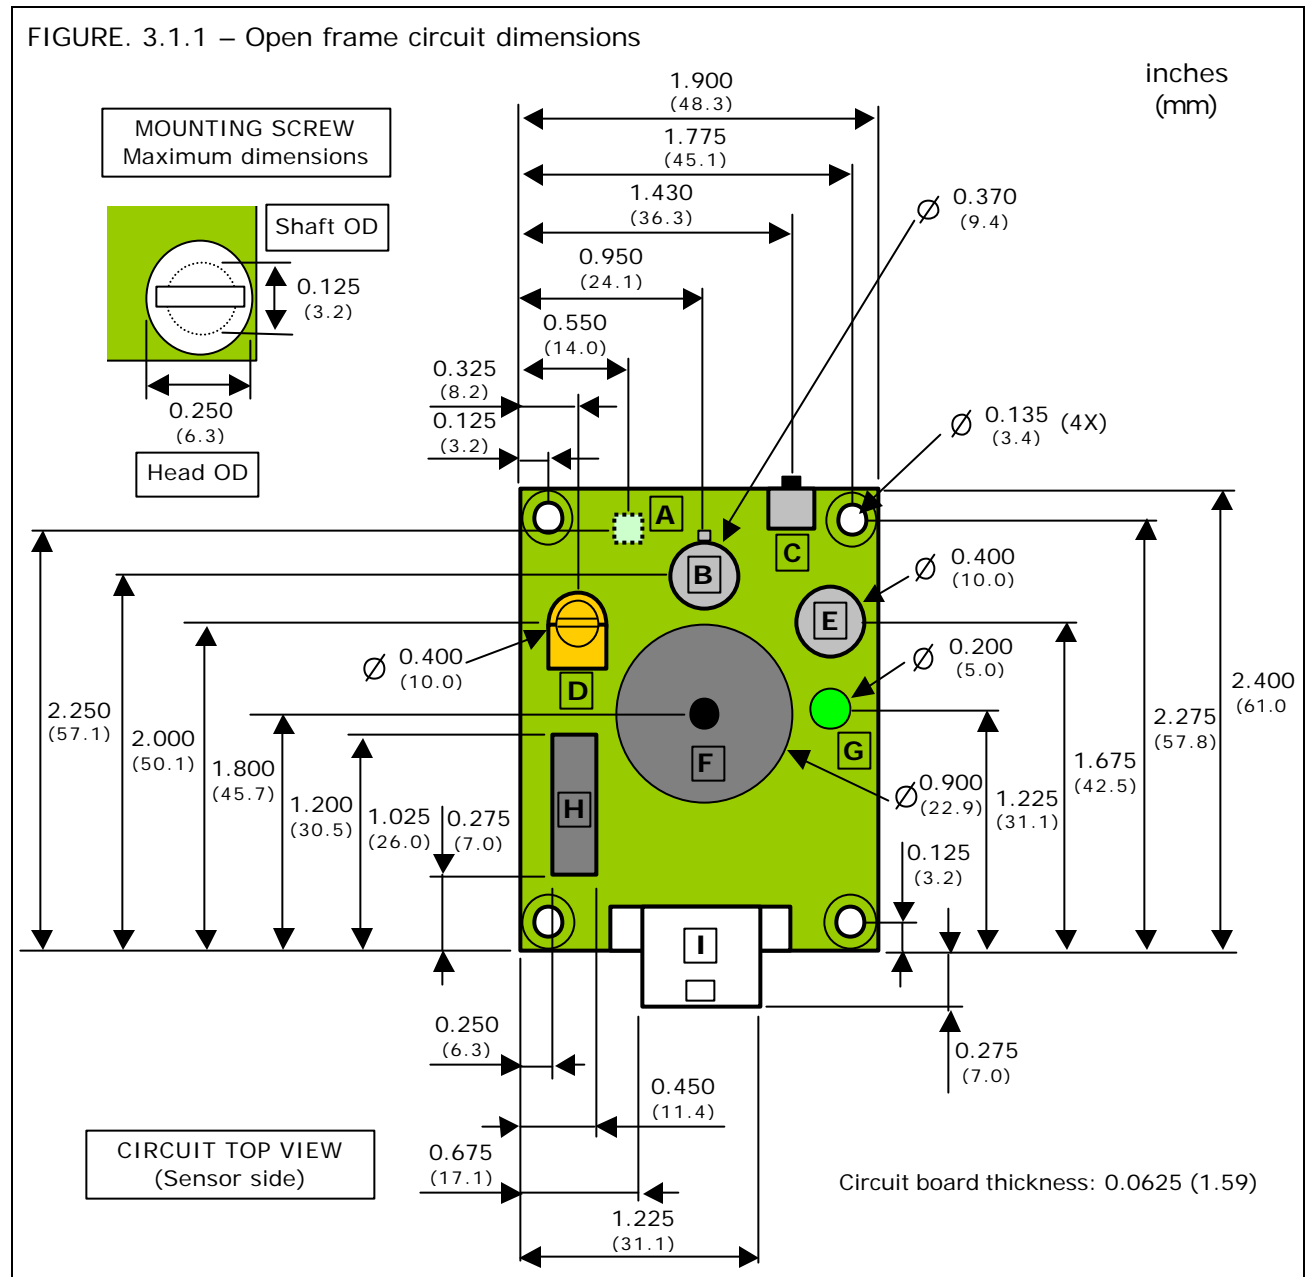 FIGURE. 3.1.1 – Open frame circuit dimensions
inches
(mm)
MOUNTING SCREW
Maximum dimensions
Shaft OD
0.125
(3.2)
0.250
(6.3)
Head OD
1.900
(48.3)
1.775
(45.1)
1.430
(36.3)
0.950
(24.1)
0.550
(14.0)
0.325
(8.2)
0.125
(3.2)
Ø 0.370
(9.4)
Ø 0.135 (4X)
(3.4)
A
B
C
Ø 0.400
(10.0)
E
Ø 0.200
(5.0)
Ø 0.400
(10.0)
D
F
G
H
I
2.250
(57.1)
2.000
(50.1)
1.800
(45.7)
1.200
(30.5)
1.025
(26.0)
0.275
(7.0)
Ø 0.900
(22.9)
0.125
(3.2)
1.225
(31.1)
1.675
(42.5)
2.275
(57.8)
2.400
(61.0
0.250
(6.3)
0.450
(11.4)
0.275
(7.0)
0.675
(17.1)
1.225
(31.1)
CIRCUIT TOP VIEW
(Sensor side)
Circuit board thickness: 0.0625 (1.59)